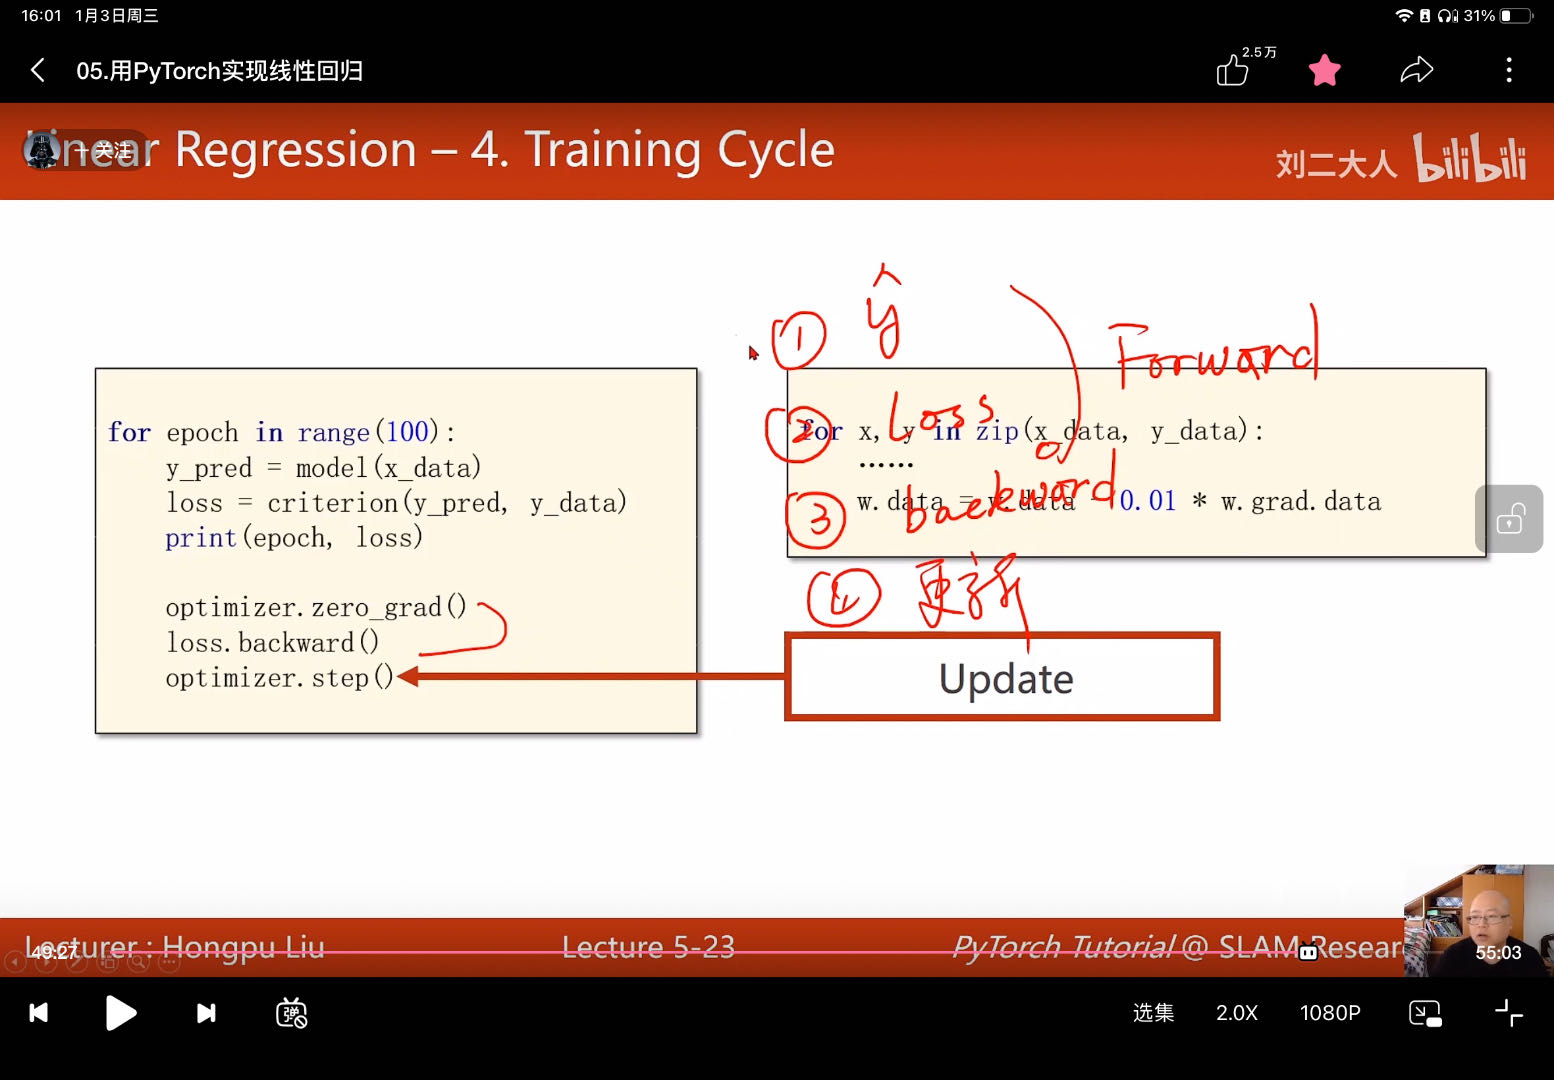 16:01 1月3日周三
31%
05.用PyTorch实现线性回归
2.5万
Linear Regression – 4. Training Cycle
+关注
刘二大人 bilibili
① ŷ
Forward
② Loss
③ backward
④ 更新
for epoch in range(100):
y_pred = model(x_data)
loss = criterion(y_pred, y_data)
print(epoch, loss)
optimizer.zero_grad()
loss.backward()
optimizer.step()
for x, y in zip(x_data, y_data):
......
w.data = w.data - 0.01 * w.grad.data
Update
Lecturer : Hongpu Liu
Lecture 5-23
PyTorch Tutorial @ SLAM Resear
49:27
55:03
弹
选集
2.0X
1080P